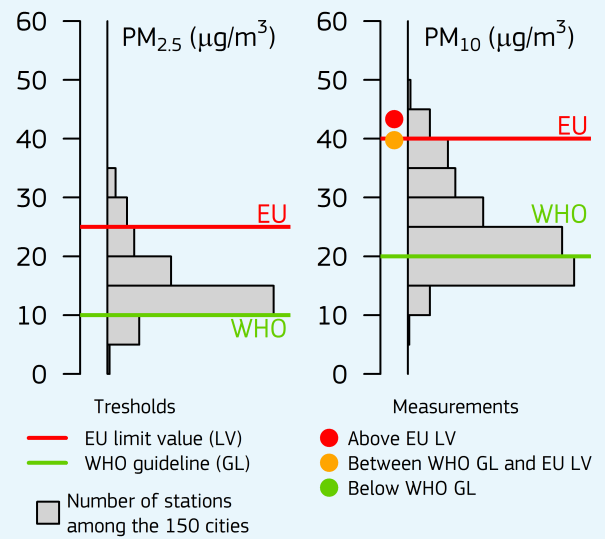 PM2.5 (µg/m³)
60
50
40
30
20
10
0
EU
WHO
PM10 (µg/m³)
60
50
40
30
20
10
0
EU
WHO
Tresholds
EU limit value (LV)
WHO guideline (GL)
Number of stations
among the 150 cities
Measurements
Above EU LV
Between WHO GL and EU LV
Below WHO GL